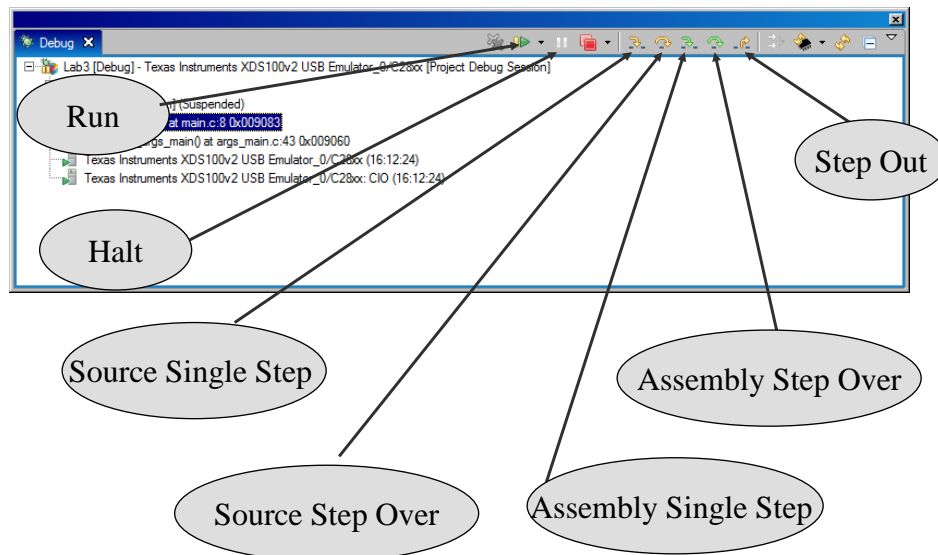 Debug
Lab3 [Debug] - Texas Instruments XDS100v2 USB Emulator_0/C28xx [Project Debug Session]
Run
(Suspended)
at main.c:8 0x009083
args_main() at args_main.c:43 0x009060
Texas Instruments XDS100v2 USB Emulator_0/C28xx (16:12:24)
Texas Instruments XDS100v2 USB Emulator_0/C28xx: CIO (16:12:24)
Step Out
Halt
Source Single Step
Assembly Step Over
Source Step Over
Assembly Single Step